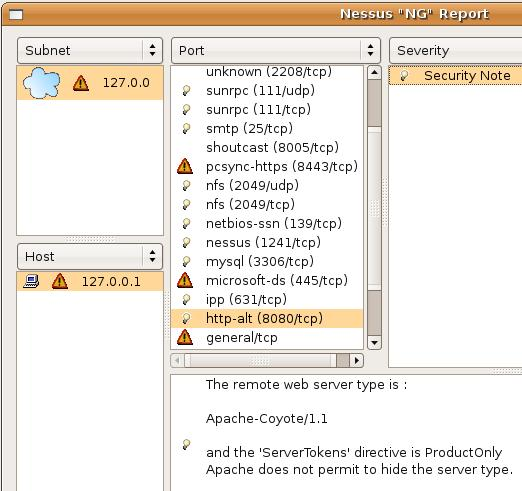 Nessus "NG" Report
Subnet
127.0.0
Host
127.0.0.1
Port
unknown (2208/tcp)
sunrpc (111/udp)
sunrpc (111/tcp)
smtp (25/tcp)
shoutcast (8005/tcp)
pcsync-https (8443/tcp)
nfs (2049/udp)
nfs (2049/tcp)
netbios-ssn (139/tcp)
nessus (1241/tcp)
mysql (3306/tcp)
microsoft-ds (445/tcp)
ipp (631/tcp)
http-alt (8080/tcp)
general/tcp
Severity
Security Note
The remote web server type is :
Apache-Coyote/1.1
and the 'ServerTokens' directive is ProductOnly
Apache does not permit to hide the server type.